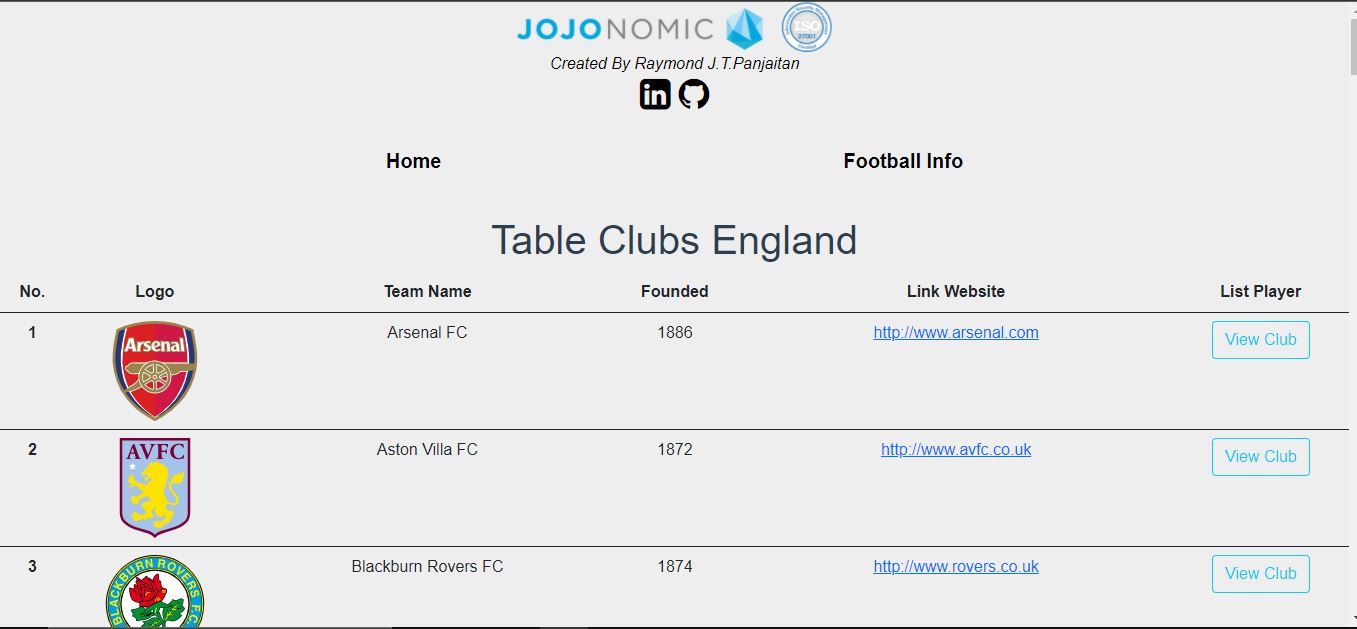 JOJONOMIC
ISO
27001
Created By Raymond J.T.Panjaitan
in
Home Football Info
Table Clubs England
No. Logo Team Name Founded Link Website List Player
1 Arsenal Arsenal FC 1886 http://www.arsenal.com View Club
2 AVFC Aston Villa FC 1872 http://www.avfc.co.uk View Club
3 BLACKBURN ROVERS F.C. Blackburn Rovers FC 1874 http://www.rovers.co.uk View Club